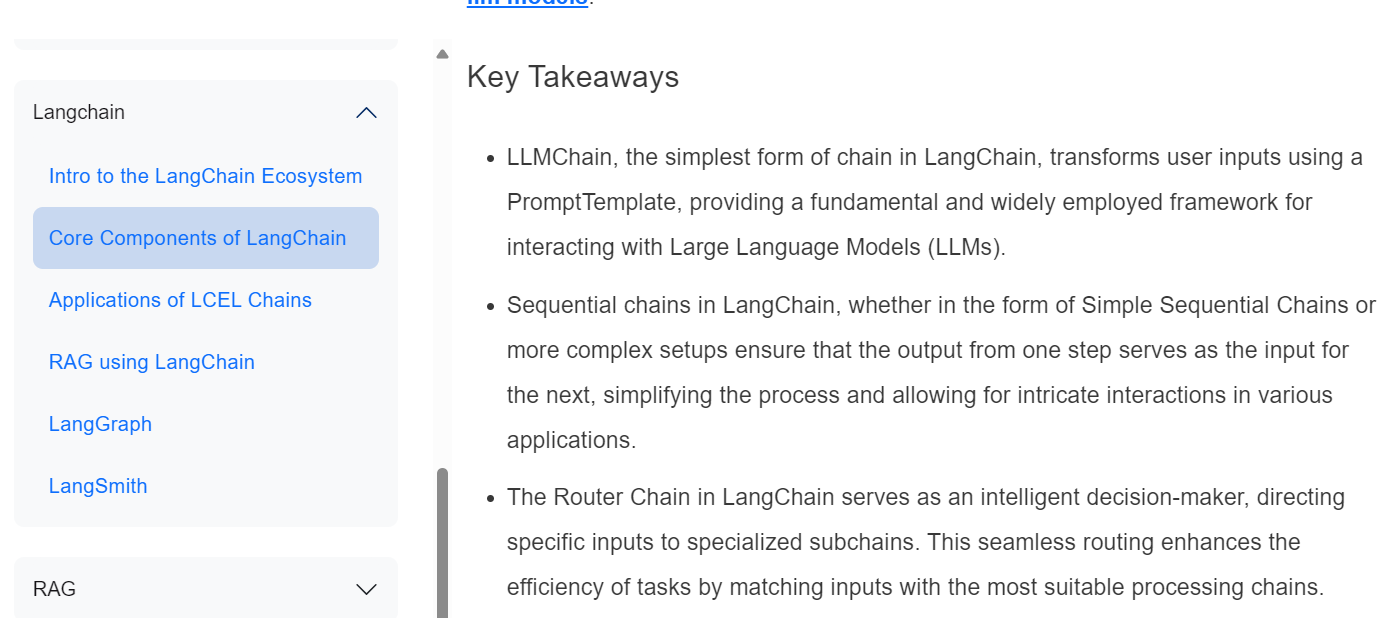 llm models.
Langchain
Intro to the LangChain Ecosystem
Core Components of LangChain
Applications of LCEL Chains
RAG using LangChain
LangGraph
LangSmith
RAG
Key Takeaways
LLMChain, the simplest form of chain in LangChain, transforms user inputs using a
PromptTemplate, providing a fundamental and widely employed framework for
interacting with Large Language Models (LLMs).
Sequential chains in LangChain, whether in the form of Simple Sequential Chains or
more complex setups ensure that the output from one step serves as the input for
the next, simplifying the process and allowing for intricate interactions in various
applications.
The Router Chain in LangChain serves as an intelligent decision-maker, directing
specific inputs to specialized subchains. This seamless routing enhances the
efficiency of tasks by matching inputs with the most suitable processing chains.